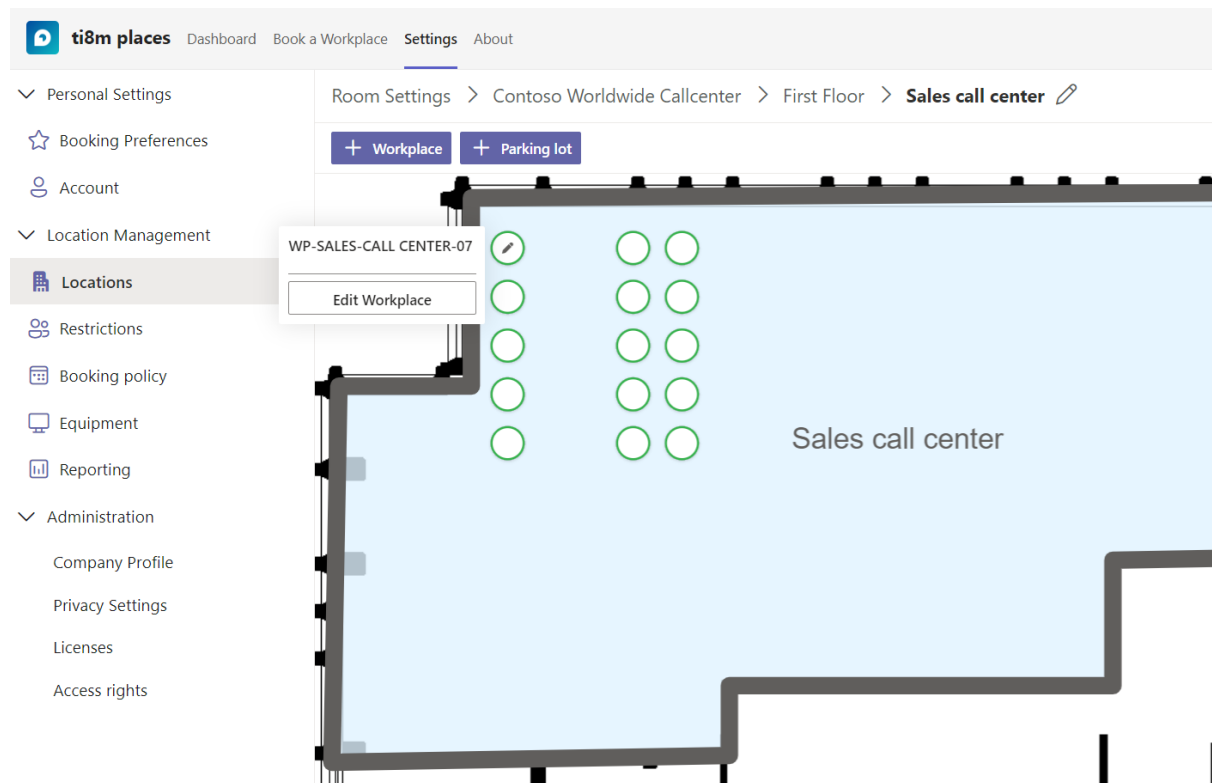 ti8m places Dashboard Book a Workplace Settings About
Personal Settings
Booking Preferences
Account
Location Management
Locations
Restrictions
Booking policy
Equipment
Reporting
Administration
Company Profile
Privacy Settings
Licenses
Access rights
Room Settings > Contoso Worldwide Callcenter > First Floor > Sales call center
+ Workplace + Parking lot
WP-SALES-CALL CENTER-07
Edit Workplace
Sales call center